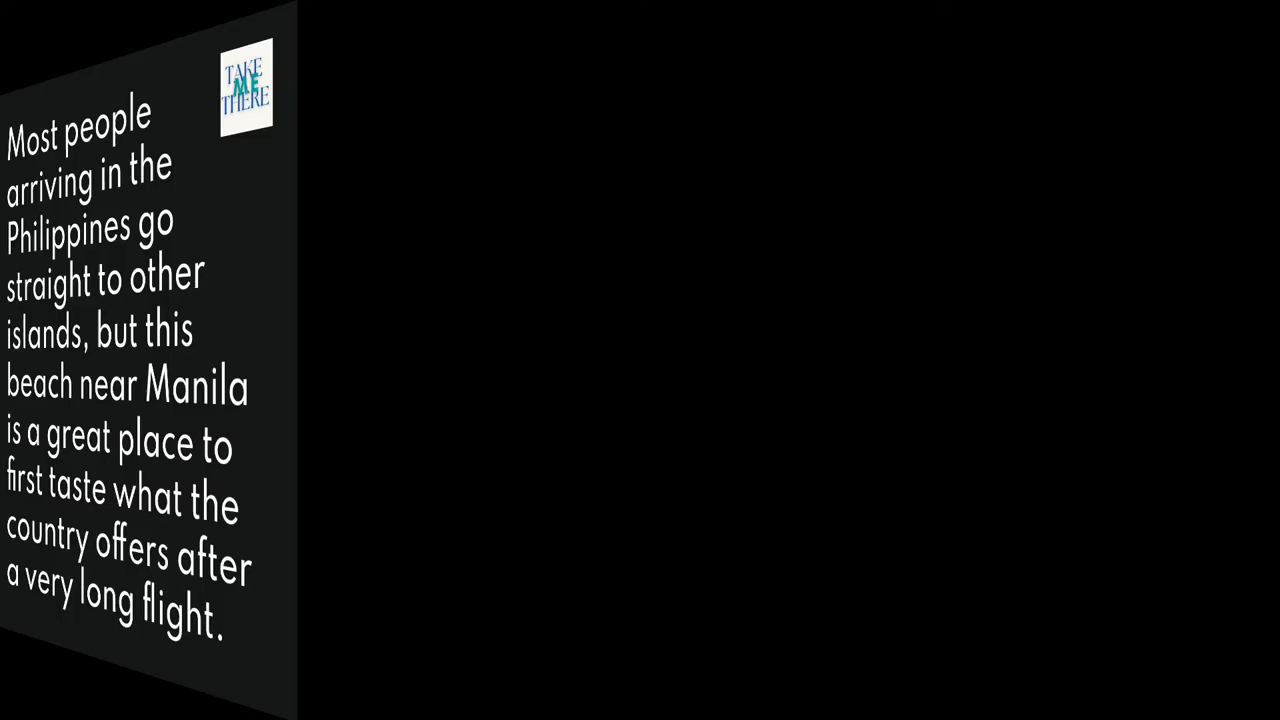 TAKE
ME
THERE
Most people
arriving in the
Philippines go
straight to other
islands, but this
beach near Manila
is a great place to
first taste what the
country offers after
a very long flight.